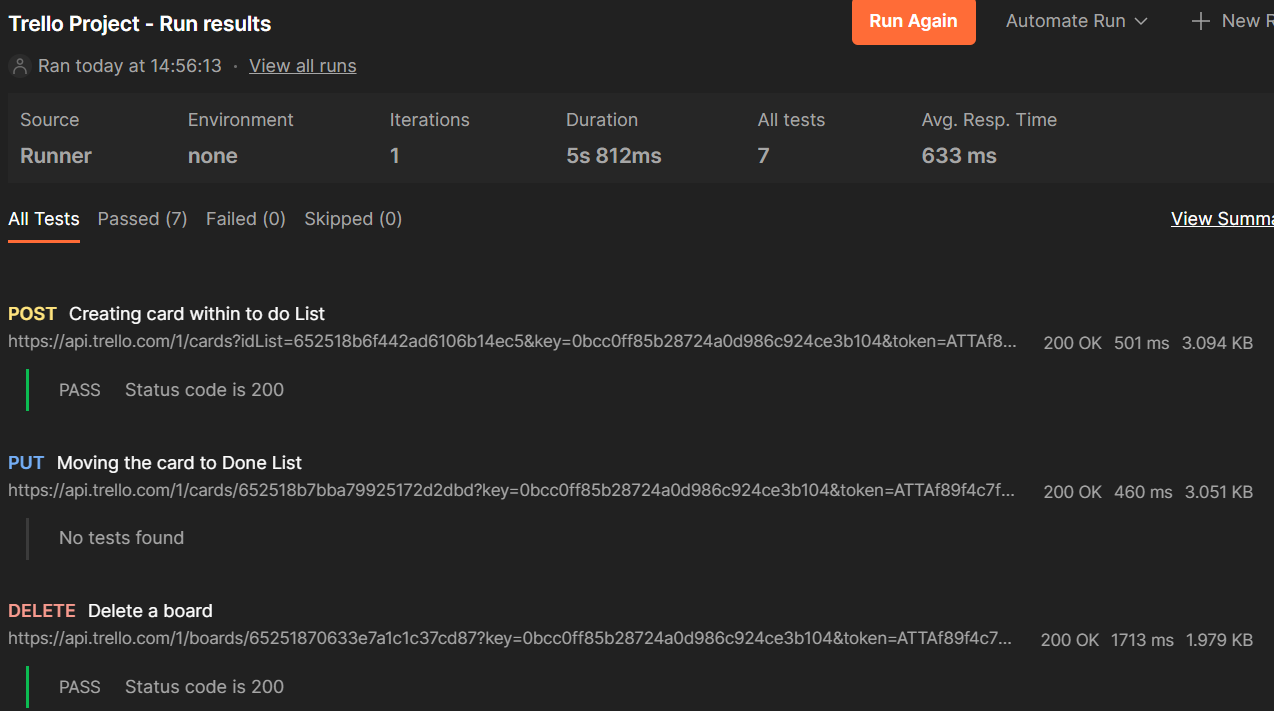 Trello Project - Run results
Run Again
Automate Run
New R
Ran today at 14:56:13 · View all runs
Source Environment Iterations Duration All tests Avg. Resp. Time
Runner none 1 5s 812ms 7 633 ms
All Tests Passed (7) Failed (0) Skipped (0) View Summa
POST Creating card within to do List
https://api.trello.com/1/cards?idList=652518b6f442ad6106b14ec5&key=0bcc0ff85b28724a0d986c924ce3b104&token=ATTAf8... 200 OK 501 ms 3.094 KB
PASS Status code is 200
PUT Moving the card to Done List
https://api.trello.com/1/cards/652518b7bba79925172d2dbd?key=0bcc0ff85b28724a0d986c924ce3b104&token=ATTAf89f4c7f... 200 OK 460 ms 3.051 KB
No tests found
DELETE Delete a board
https://api.trello.com/1/boards/65251870633e7a1c1c37cd87?key=0bcc0ff85b28724a0d986c924ce3b104&token=ATTAf89f4c7... 200 OK 1713 ms 1.979 KB
PASS Status code is 200